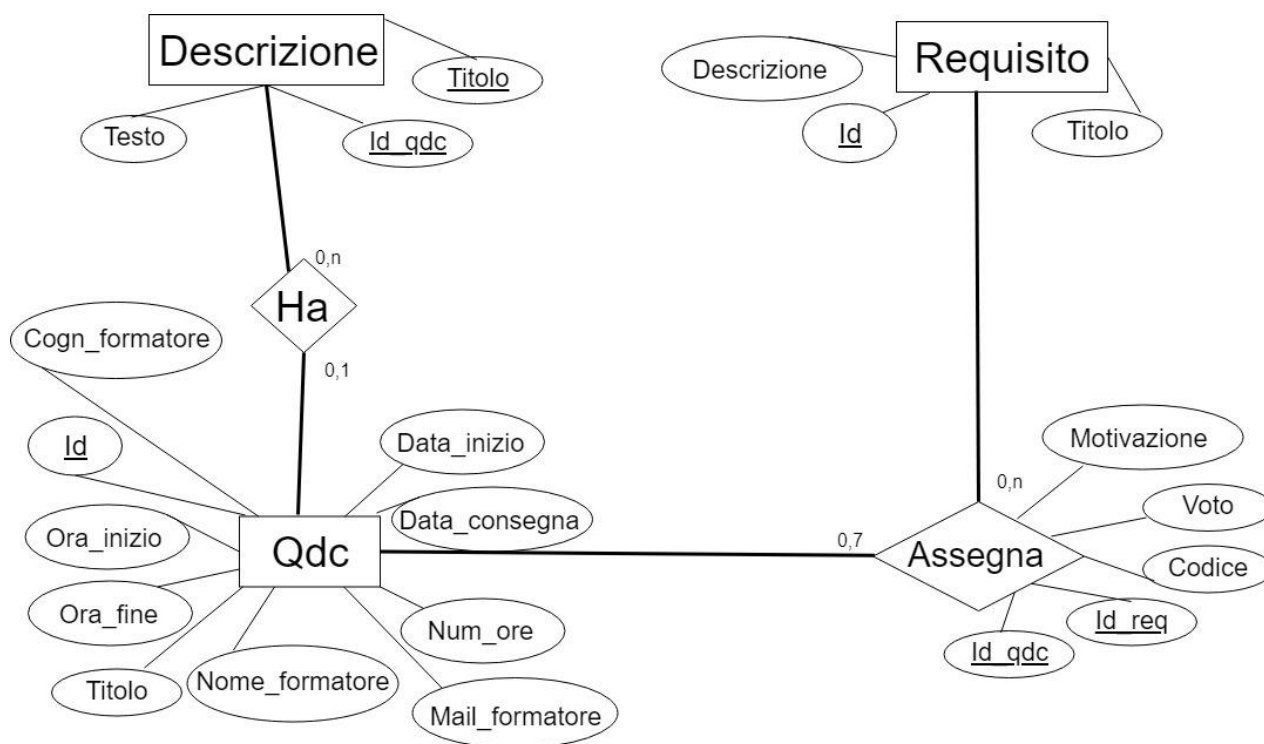 Descrizione
Titolo
Testo
Id_qdc
Requisito
Descrizione
Id
Titolo
0,n
Ha
0,1
Cogn_formatore
Id
Data_inizio
Ora_inizio
Data_consegna
Qdc
Ora_fine
Num_ore
Titolo
Nome_formatore
Mail_formatore
0,7
0,n
Assegna
Motivazione
Voto
Codice
Id_req
Id_qdc